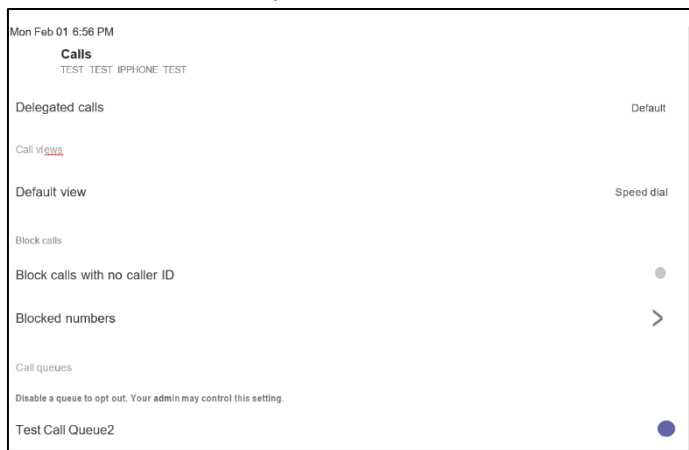 Mon Feb 01 6:56 PM
Calls
TEST TEST IPPHONE TEST
Delegated calls Default
Call views
Default view Speed dial
Block calls
Block calls with no caller ID
Blocked numbers
Call queues
Disable a queue to opt out. Your admin may control this setting.
Test Call Queue2